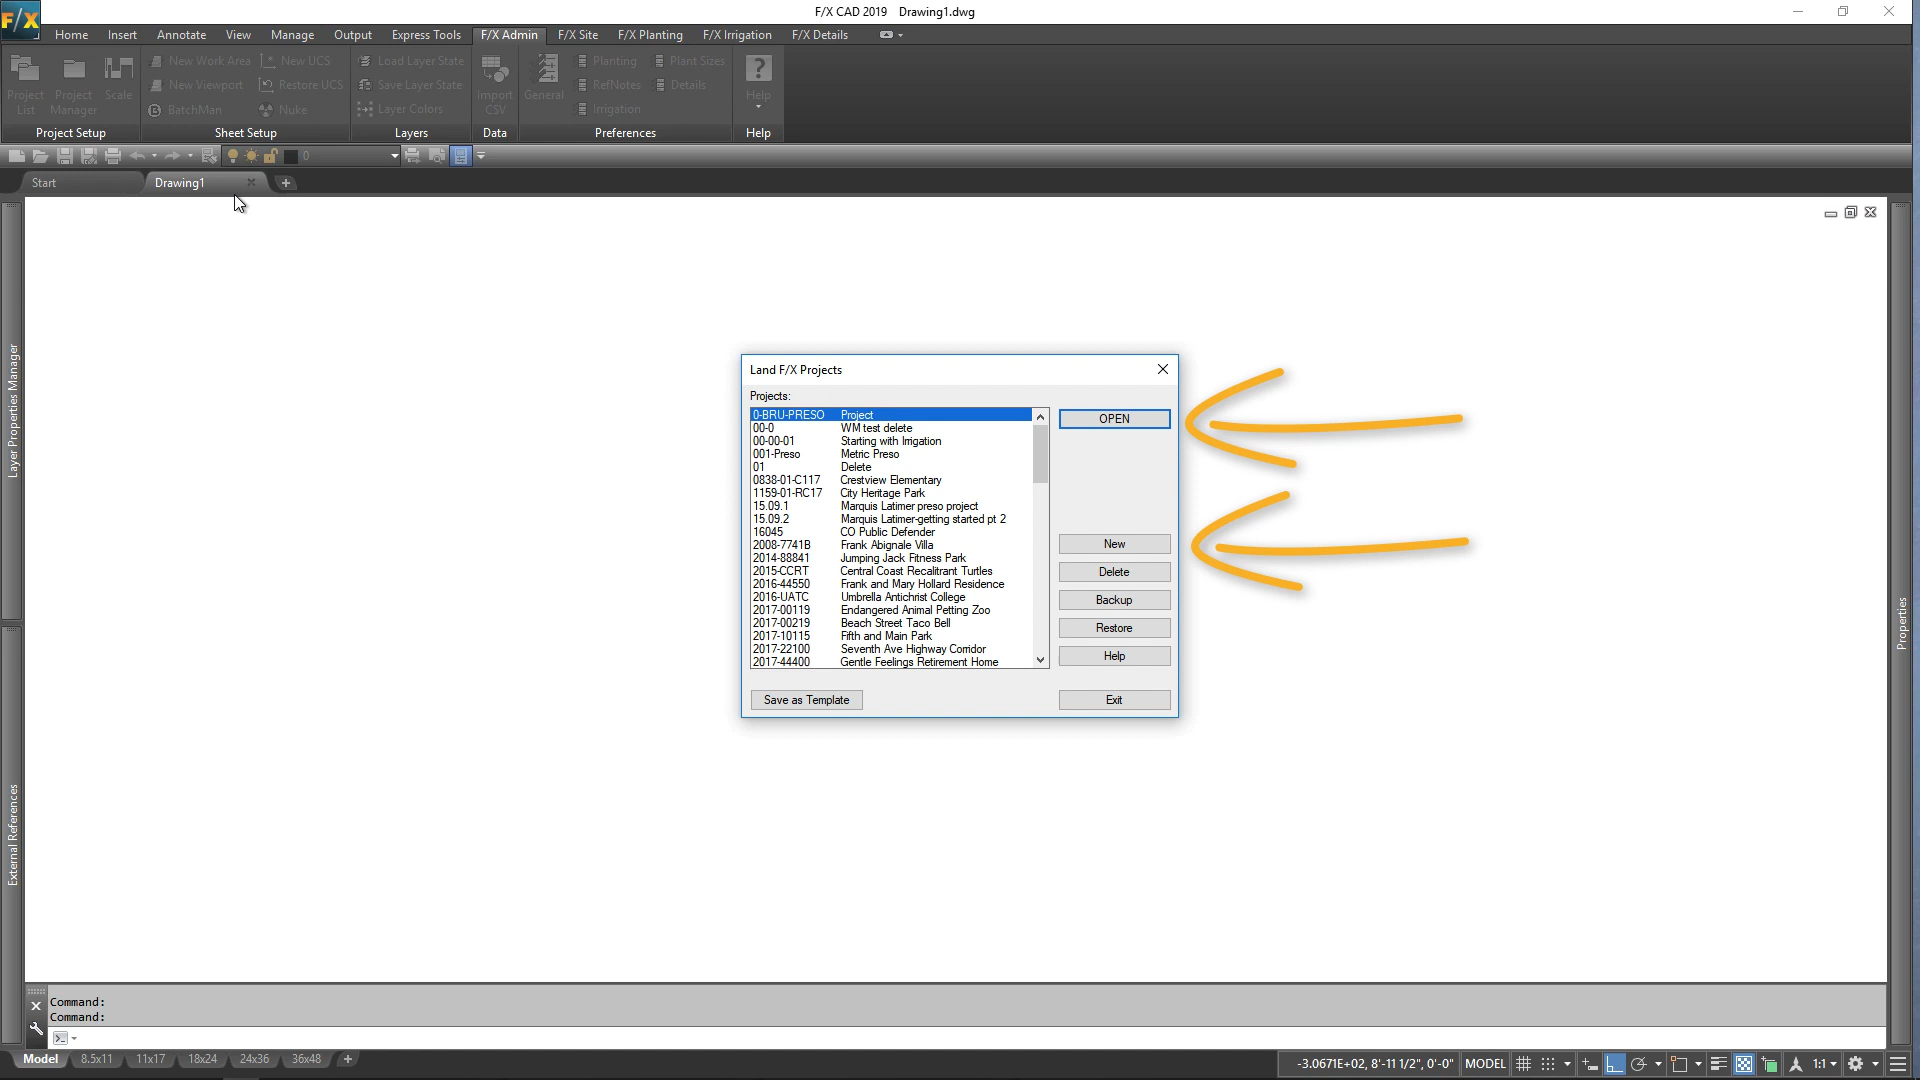 F/X
F/X CAD 2019 Drawing1.dwg
Home Insert Annotate View Manage Output Express Tools F/X Admin F/X Site F/X Planting F/X Irrigation F/X Details
Project List
Project Manager
Scale
Project Setup
New Work Area New UCS
New Viewport Restore UCS
BatchMan Nuke
Sheet Setup
Load Layer State
Save Layer State
Layer Colors
Layers
Import CSV
Data
General
Planting Plant Sizes
RefNotes Details
Irrigation
Preferences
Help
Help
0
Start Drawing1
Layer Properties Manager
External References
Properties
Land F/X Projects
Projects:
0-BRU-PRESO Project
00-0 WM test delete
00-00-01 Starting with Irrigation
001-Preso Metric Preso
01 Delete
0838-01-C117 Crestview Elementary
1159-01-RC17 City Heritage Park
15.09.1 Marquis Latimer preso project
15.09.2 Marquis Latimer-getting started pt 2
16045 CO Public Defender
2008-7741B Frank Abignale Villa
2014-88841 Jumping Jack Fitness Park
2015-CCRT Central Coast Recalitrant Turtles
2016-44550 Frank and Mary Hollard Residence
2016-UATC Umbrella Antichrist College
2017-00119 Endangered Animal Petting Zoo
2017-00219 Beach Street Taco Bell
2017-10115 Fifth and Main Park
2017-22100 Seventh Ave Highway Corridor
2017-44400 Gentle Feelings Retirement Home
OPEN
New
Delete
Backup
Restore
Help
Save as Template
Exit
Command:
Command:
Model 8.5x11 11x17 18x24 24x36 36x48
-3.0671E+02, 8'-11 1/2", 0'-0" MODEL 1:1